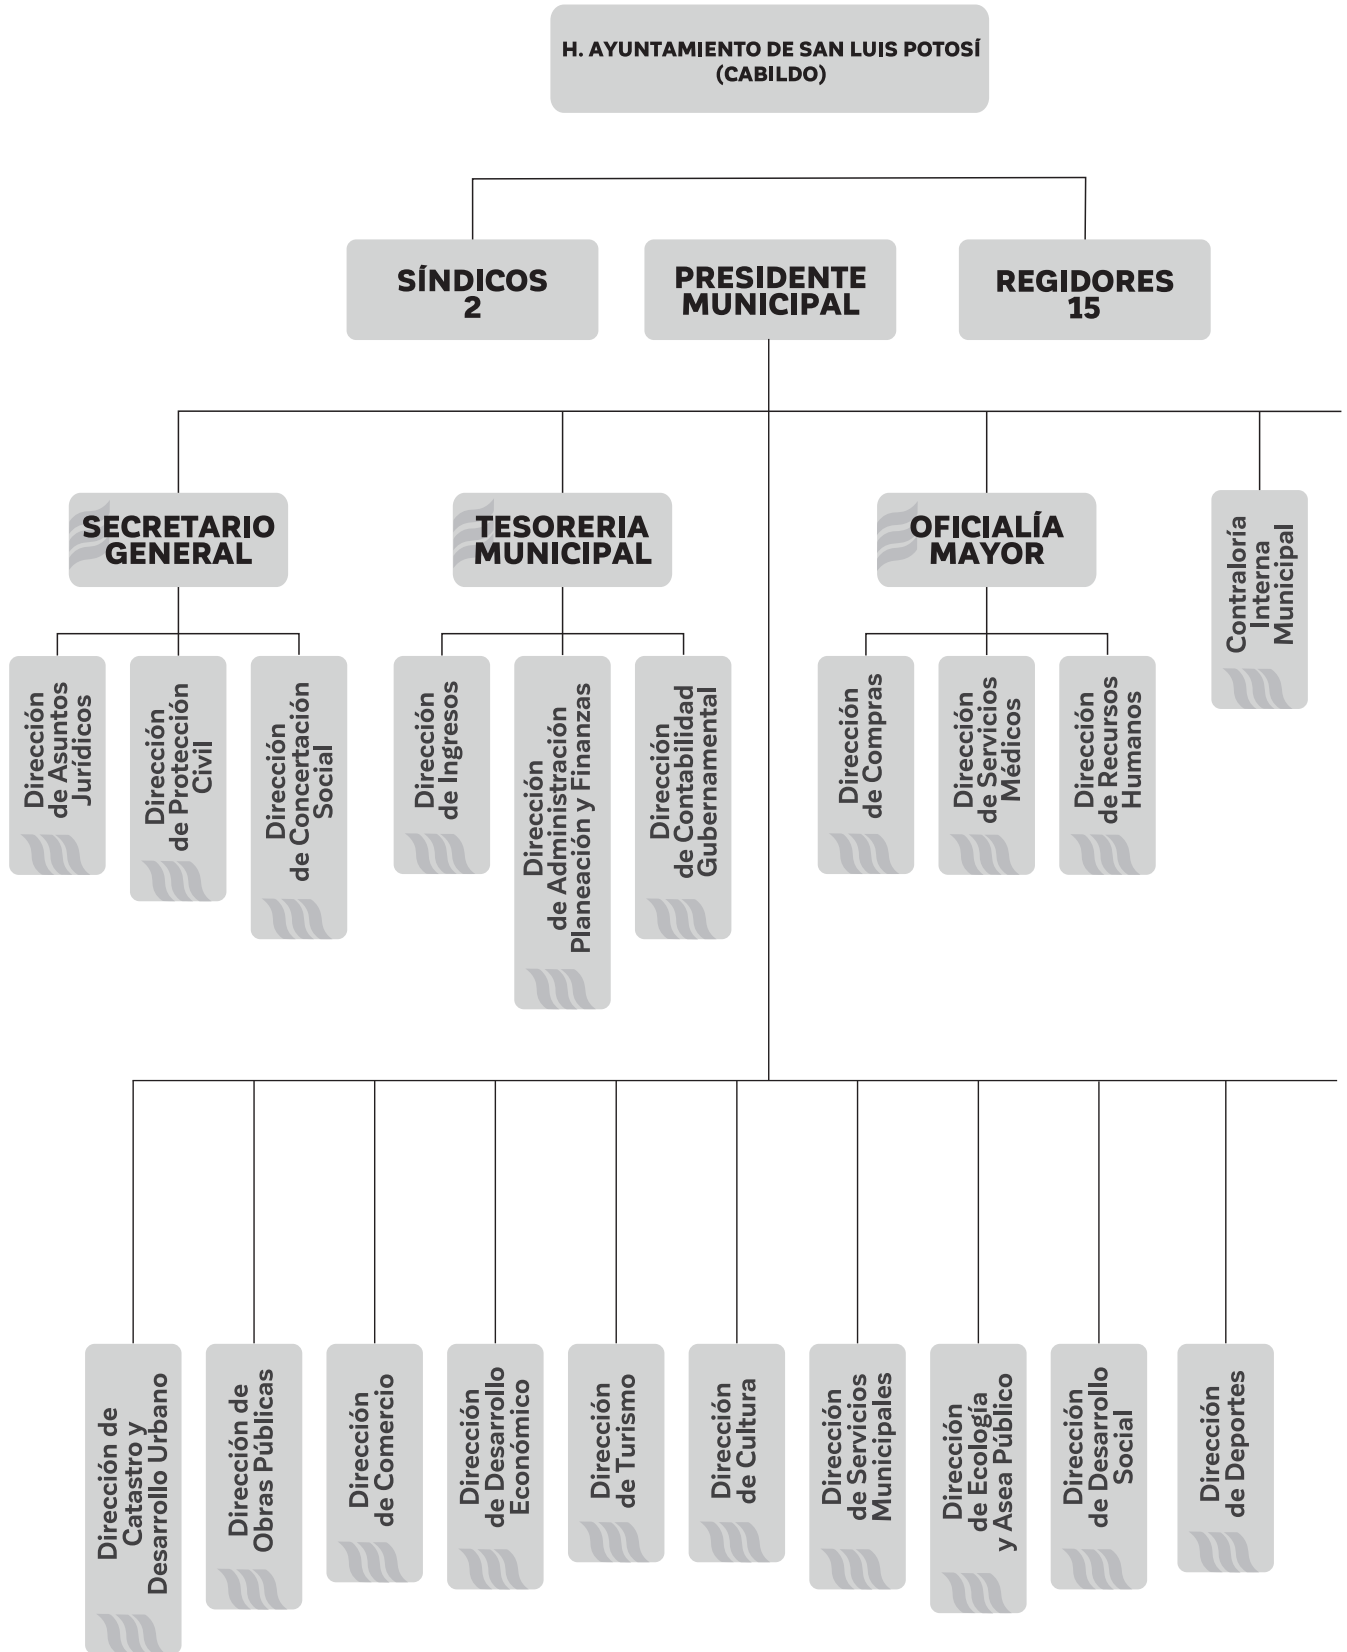 H. AYUNTAMIENTO DE SAN LUIS POTOSÍ
(CABILDO)
SÍNDICOS
2
PRESIDENTE
MUNICIPAL
REGIDORES
15
SECRETARIO
GENERAL
TESORERIA
MUNICIPAL
OFICIALÍA
MAYOR
Contraloría
Interna
Municipal
Dirección
de Asuntos
Jurídicos
Dirección
de Protección
Civil
Dirección
de Concertación
Social
Dirección
de Ingresos
Dirección
de Administración
Planeación y Finanzas
Dirección
de Contabilidad
Gubernamental
Dirección
de Compras
Dirección
de Servicios
Médicos
Dirección
de Recursos
Humanos
Dirección de
Catastro y
Desarrollo Urbano
Dirección de
Obras Públicas
Dirección
de Comercio
Dirección
de Desarrollo
Económico
Dirección
de Turismo
Dirección
de Cultura
Dirección
de Servicios
Municipales
Dirección
de Ecología
y Asea Público
Dirección
de Desarrollo
Social
Dirección
de Deportes